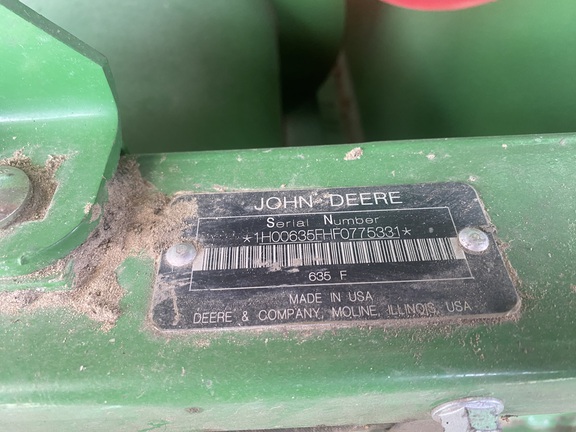 JOHN DEERE
Serial Number
*1H00635FHF0775331*
635 F
MADE IN USA
DEERE & COMPANY, MOLINE, ILLINOIS, USA